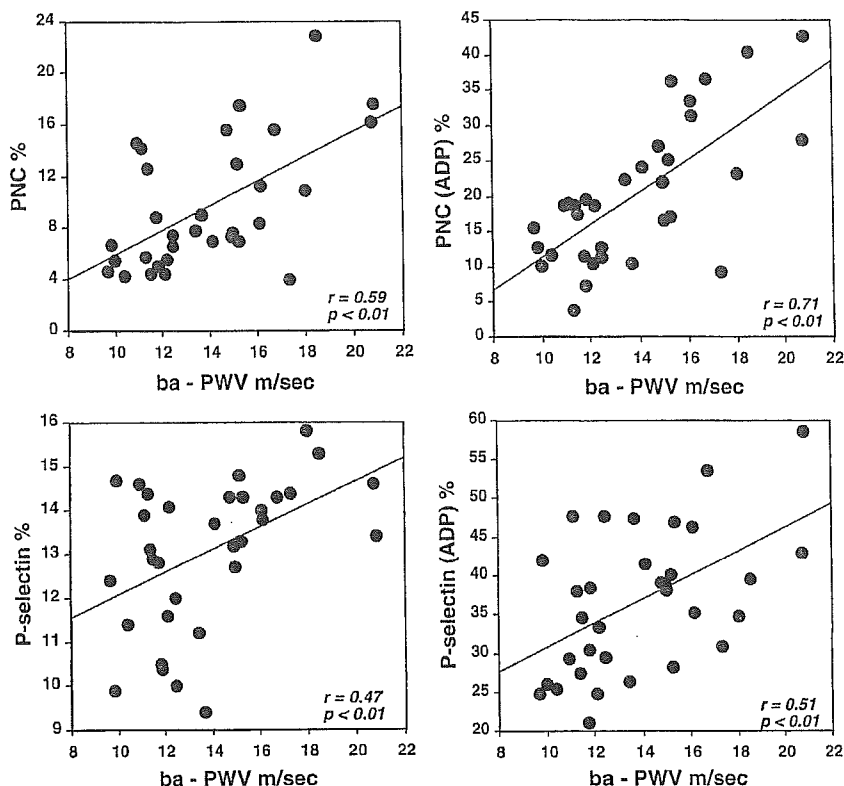 24
20
16
12
8
4
0
PNC %
r = 0.59
p < 0.01
8 10 12 14 16 18 20 22
ba - PWV m/sec
45
40
35
30
25
20
15
10
5
0
PNC (ADP) %
r = 0.71
p < 0.01
8 10 12 14 16 18 20 22
ba - PWV m/sec
16
15
14
13
12
11
10
9
P-selectin %
r = 0.47
p < 0.01
8 10 12 14 16 18 20 22
ba - PWV m/sec
60
55
50
45
40
35
30
25
20
P-selectin (ADP) %
r = 0.51
p < 0.01
8 10 12 14 16 18 20 22
ba - PWV m/sec